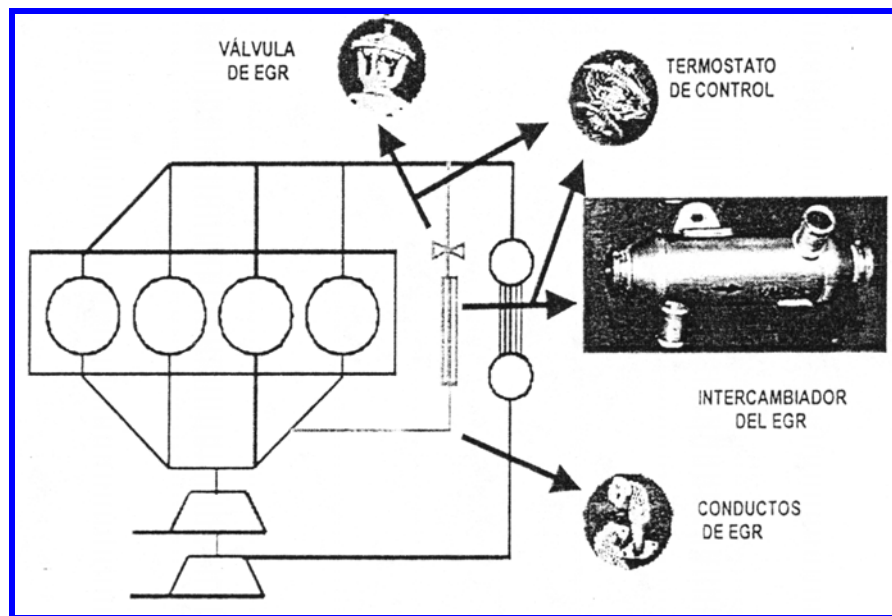 VÁLVULA
DE EGR
TERMOSTATO
DE CONTROL
INTERCAMBIADOR
DEL EGR
CONDUCTOS
DE EGR